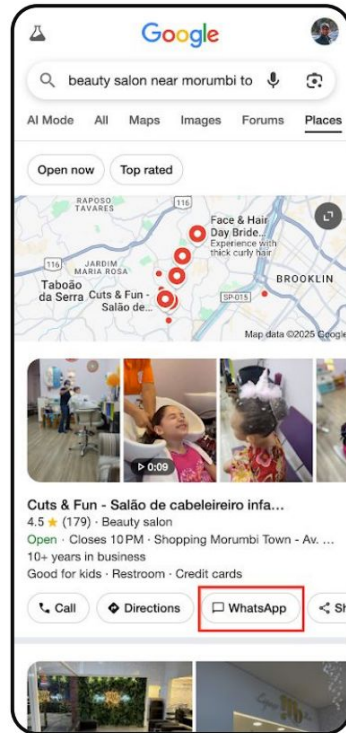 Google
beauty salon near morumbi to
AI Mode All Maps Images Forums Places
Open now Top rated
RAPOSO
TAVARES
116
Face & Hair
Day Bride...
Experience with
thick curly hair
116
JARDIM
MARIA ROSA
BROOKLIN
Taboão
da Serra
Cuts & Fun -
Salão de...
SP-015
Map data ©2025 Google
0:09
Cuts & Fun - Salão de cabeleireiro infa...
4.5 ★ (179) · Beauty salon
Open · Closes 10 PM · Shopping Morumbi Town - Av. ...
10+ years in business
Good for kids · Restroom · Credit cards
Call Directions WhatsApp Sh